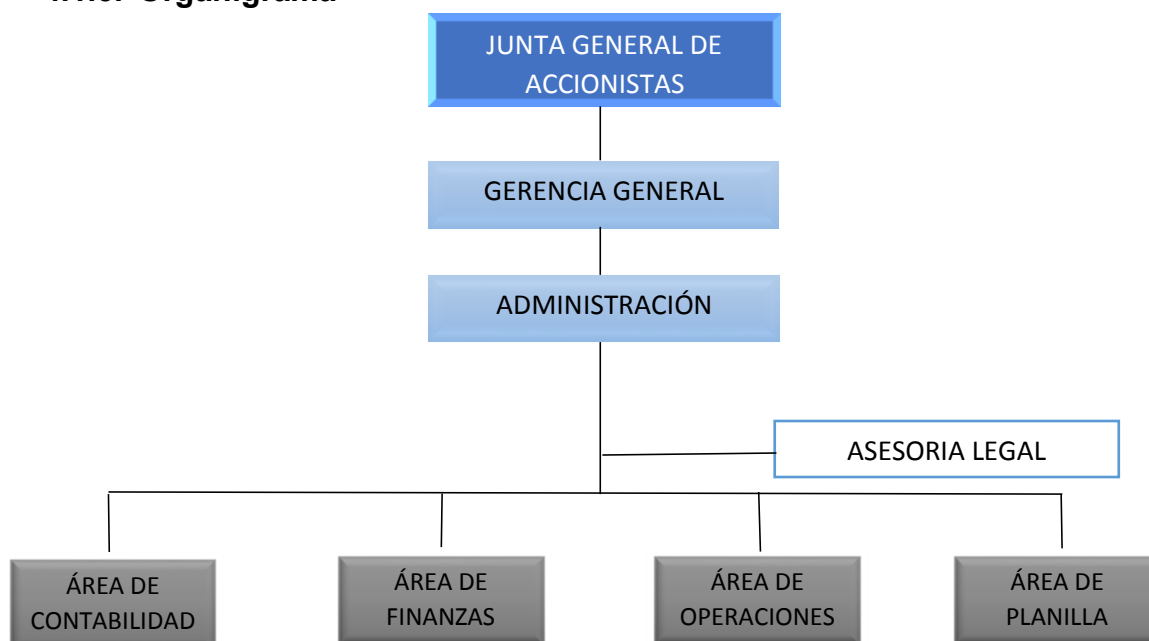 Organigrama
JUNTA GENERAL DE
ACCIONISTAS
GERENCIA GENERAL
ADMINISTRACIÓN
ASESORIA LEGAL
ÁREA DE
CONTABILIDAD
ÁREA DE
FINANZAS
ÁREA DE
OPERACIONES
ÁREA DE
PLANILLA